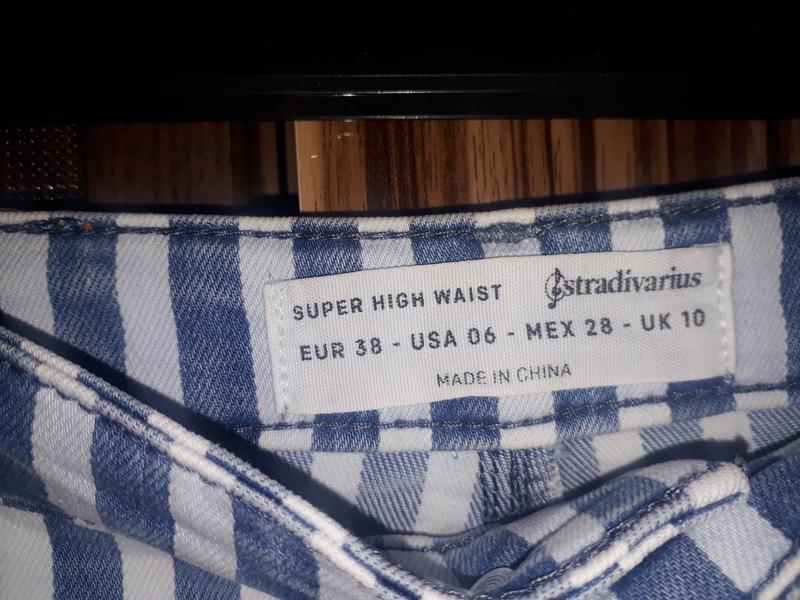 SUPER HIGH WAIST stradivarius
EUR 38 - USA 06 - MEX 28 - UK 10
MADE IN CHINA